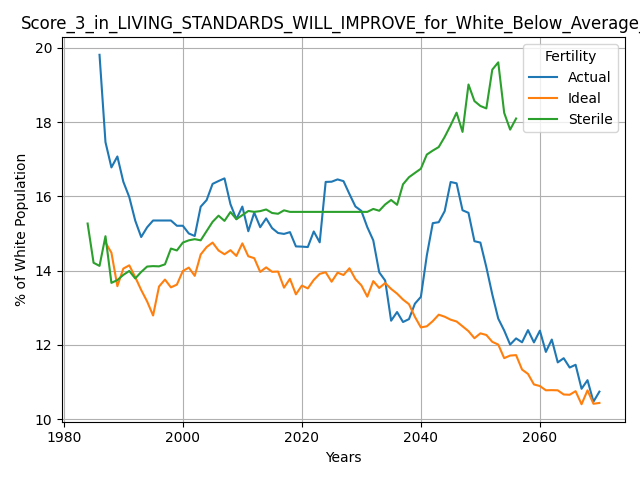 Score_3_in_LIVING_STANDARDS_WILL_IMPROVE_for_White_Below_Average_
Fertility
Actual
Ideal
Sterile
% of White Population
20
18
16
14
12
10
1980
2000
2020
2040
2060
Years